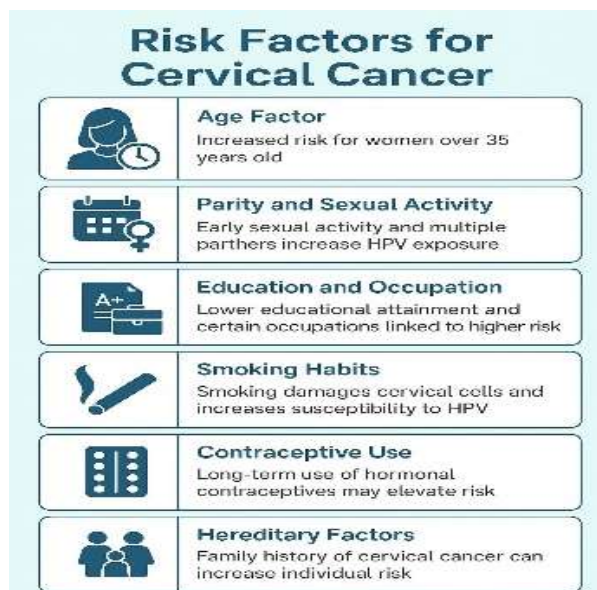 Risk Factors for
Cervical Cancer
Age Factor
Increased risk for women over 35
years old
Parity and Sexual Activity
Early sexual activity and multiple
parthers increase HPV exposure
A+
Education and Occupation
Lower educational attainment and
certain occupations linked to higher risk
Smoking Habits
Smoking damages cervical cells and
increases susceptibility to HPV
Contraceptive Use
Long-term use of hormonal
contraceptives may elevate risk
Hereditary Factors
Family history of cervical cancer can
increase individual risk